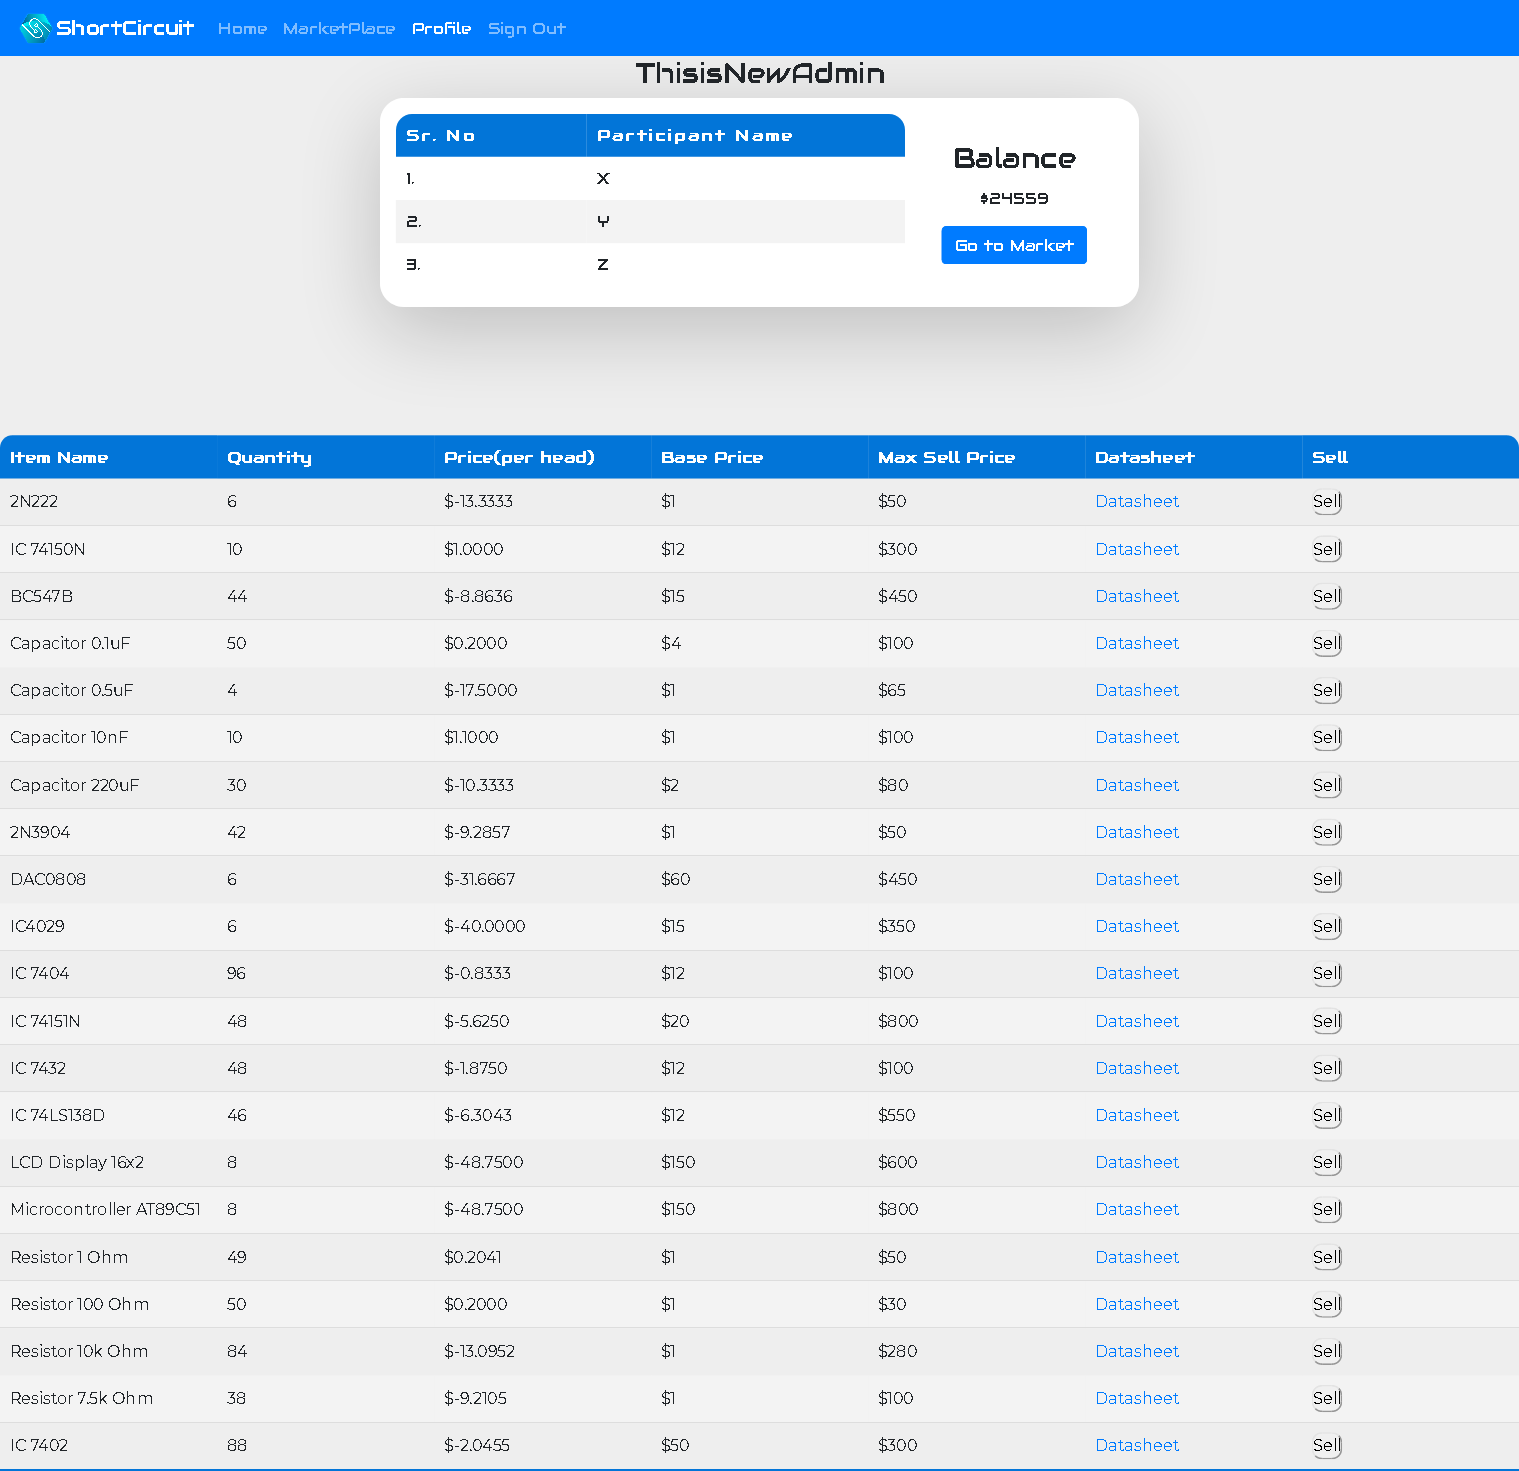 ShortCircuit Home MarketPlace Profile Sign Out
ThisisNewAdmin
Sr. No Participant Name
1. X
2. Y
3. Z
Balance
$24559
Go to Market
Item Name Quantity Price(per head) Base Price Max Sell Price Datasheet Sell
2N222 6 $-13.3333 $1 $50 Datasheet Sell
IC 74150N 10 $1.0000 $12 $300 Datasheet Sell
BC547B 44 $-8.8636 $15 $450 Datasheet Sell
Capacitor 0.1uF 50 $0.2000 $4 $100 Datasheet Sell
Capacitor 0.5uF 4 $-17.5000 $1 $65 Datasheet Sell
Capacitor 10nF 10 $1.1000 $1 $100 Datasheet Sell
Capacitor 220uF 30 $-10.3333 $2 $80 Datasheet Sell
2N3904 42 $-9.2857 $1 $50 Datasheet Sell
DAC0808 6 $-31.6667 $60 $450 Datasheet Sell
IC4029 6 $-40.0000 $15 $350 Datasheet Sell
IC 7404 96 $-0.8333 $12 $100 Datasheet Sell
IC 74151N 48 $-5.6250 $20 $800 Datasheet Sell
IC 7432 48 $-1.8750 $12 $100 Datasheet Sell
IC 74LS138D 46 $-6.3043 $12 $550 Datasheet Sell
LCD Display 16x2 8 $-48.7500 $150 $600 Datasheet Sell
Microcontroller AT89C51 8 $-48.7500 $150 $800 Datasheet Sell
Resistor 1 Ohm 49 $0.2041 $1 $50 Datasheet Sell
Resistor 100 Ohm 50 $0.2000 $1 $30 Datasheet Sell
Resistor 10k Ohm 84 $-13.0952 $1 $280 Datasheet Sell
Resistor 7.5k Ohm 38 $-9.2105 $1 $100 Datasheet Sell
IC 7402 88 $-2.0455 $50 $300 Datasheet Sell